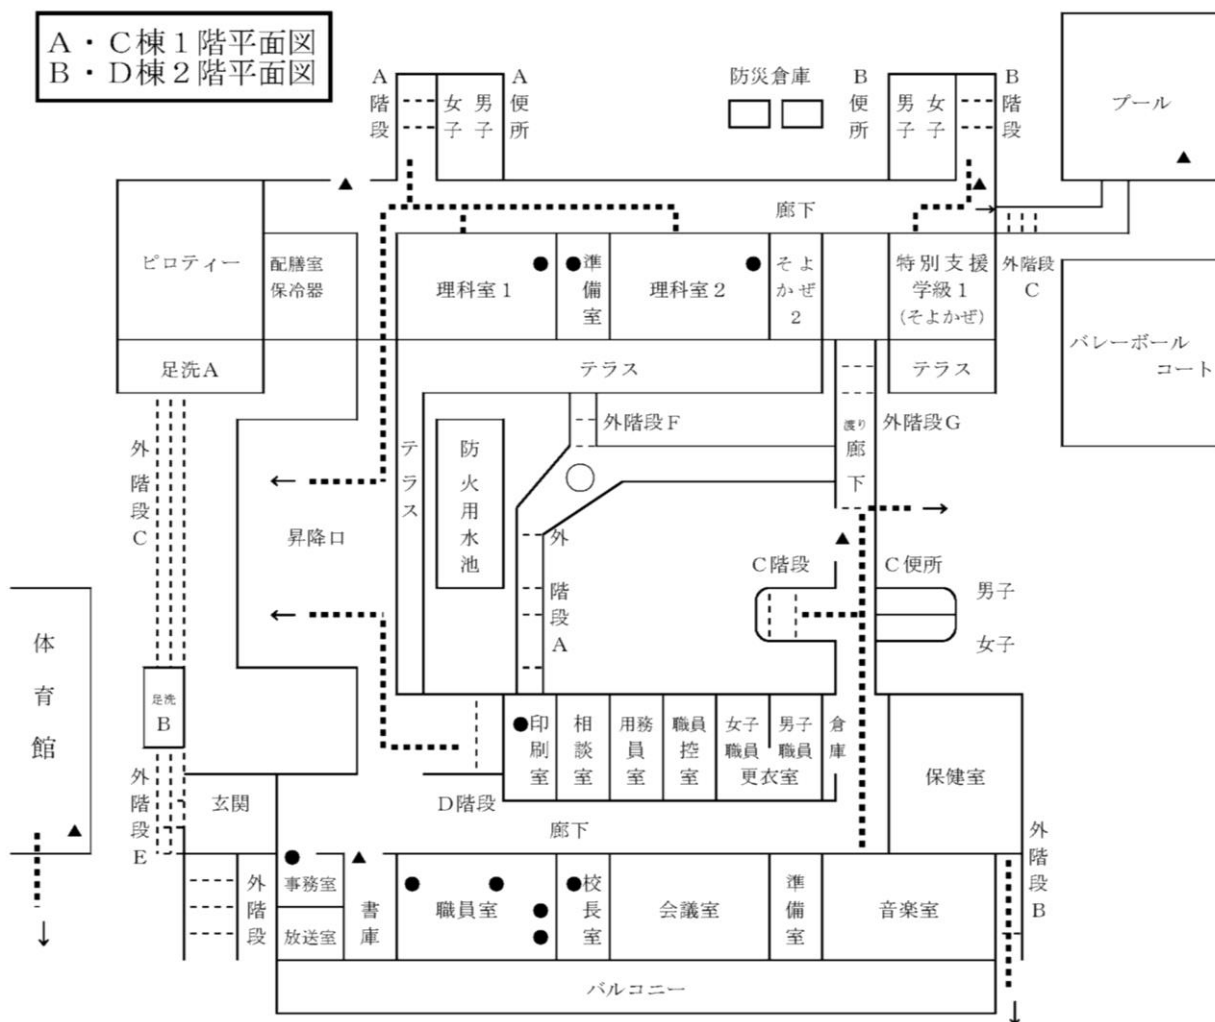 A・C棟1階平面図
B・D棟2階平面図
A階段
女子
男子
A便所
防災倉庫
B便所
男子
女子
B階段
プール
廊下
ピロティー
配膳室
保冷器
理科室1
準備室
理科室2
そよかぜ2
特別支援
学級1
(そよかぜ)
外階段
C
バレーボール
コート
足洗A
テラス
テラス
外階段C
テラス
防火用水池
外階段F
渡り
廊下
外階段G
昇降口
外階段A
C階段
C便所
男子
女子
体育館
足洗
B
印刷室
相談室
用務員室
職員控室
女子
職員
男子
職員
更衣室
倉庫
保健室
外階段E
玄関
D階段
廊下
外階段B
外階段
事務室
放送室
書庫
職員室
校長室
会議室
準備室
音楽室
バルコニー